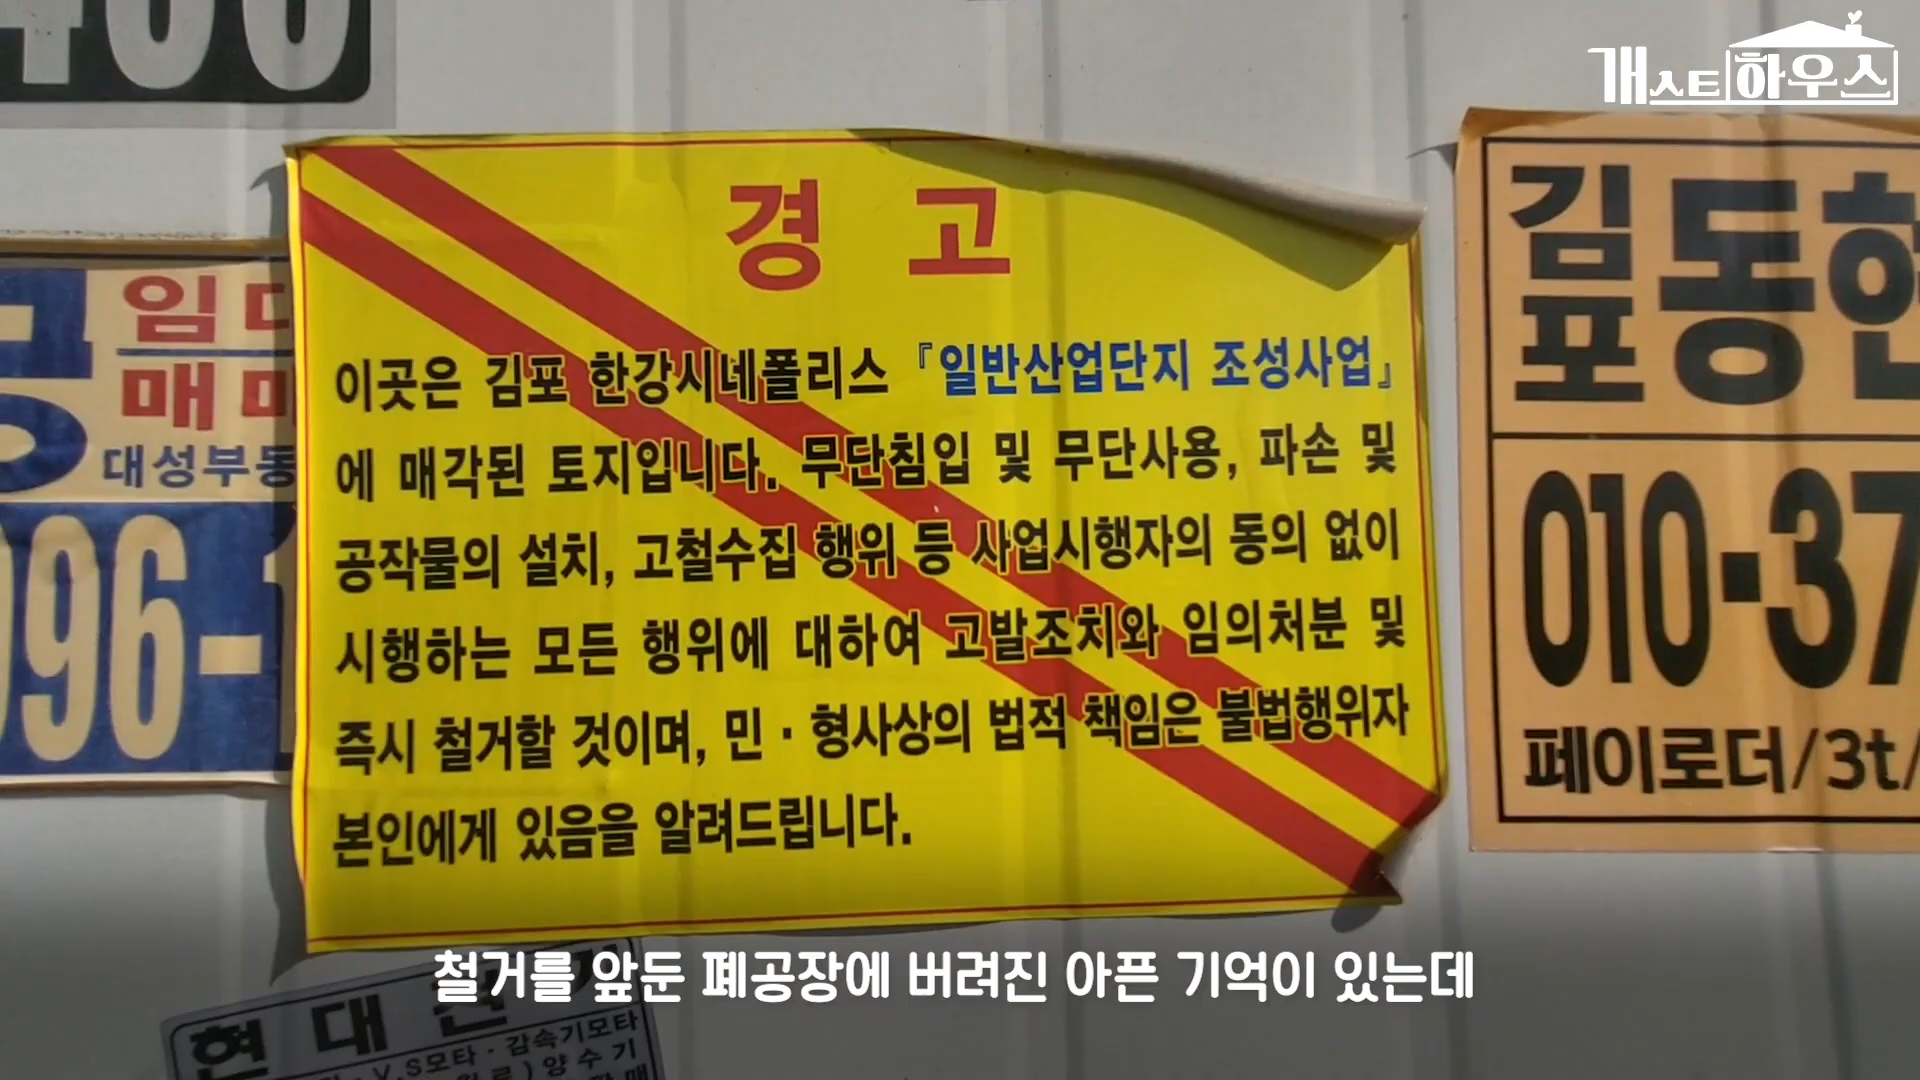 400
개스트하우스
경 고
이곳은 김포 한강시네폴리스 『일반산업단지 조성사업』
에 매각된 토지입니다. 무단침입 및 무단사용, 파손 및
공작물의 설치, 고철수집 행위 등 사업시행자의 동의 없이
시행하는 모든 행위에 대하여 고발조치와 임의처분 및
즉시 철거할 것이며, 민·형사상의 법적 책임은 불법행위자
본인에게 있음을 알려드립니다.
임
매
대성부동
096-
김포 동현
010-37
페이로더/3t/
철거를 앞둔 폐공장에 버려진 아픈 기억이 있는데
현대
V.S모타·감속기모타
)양수기